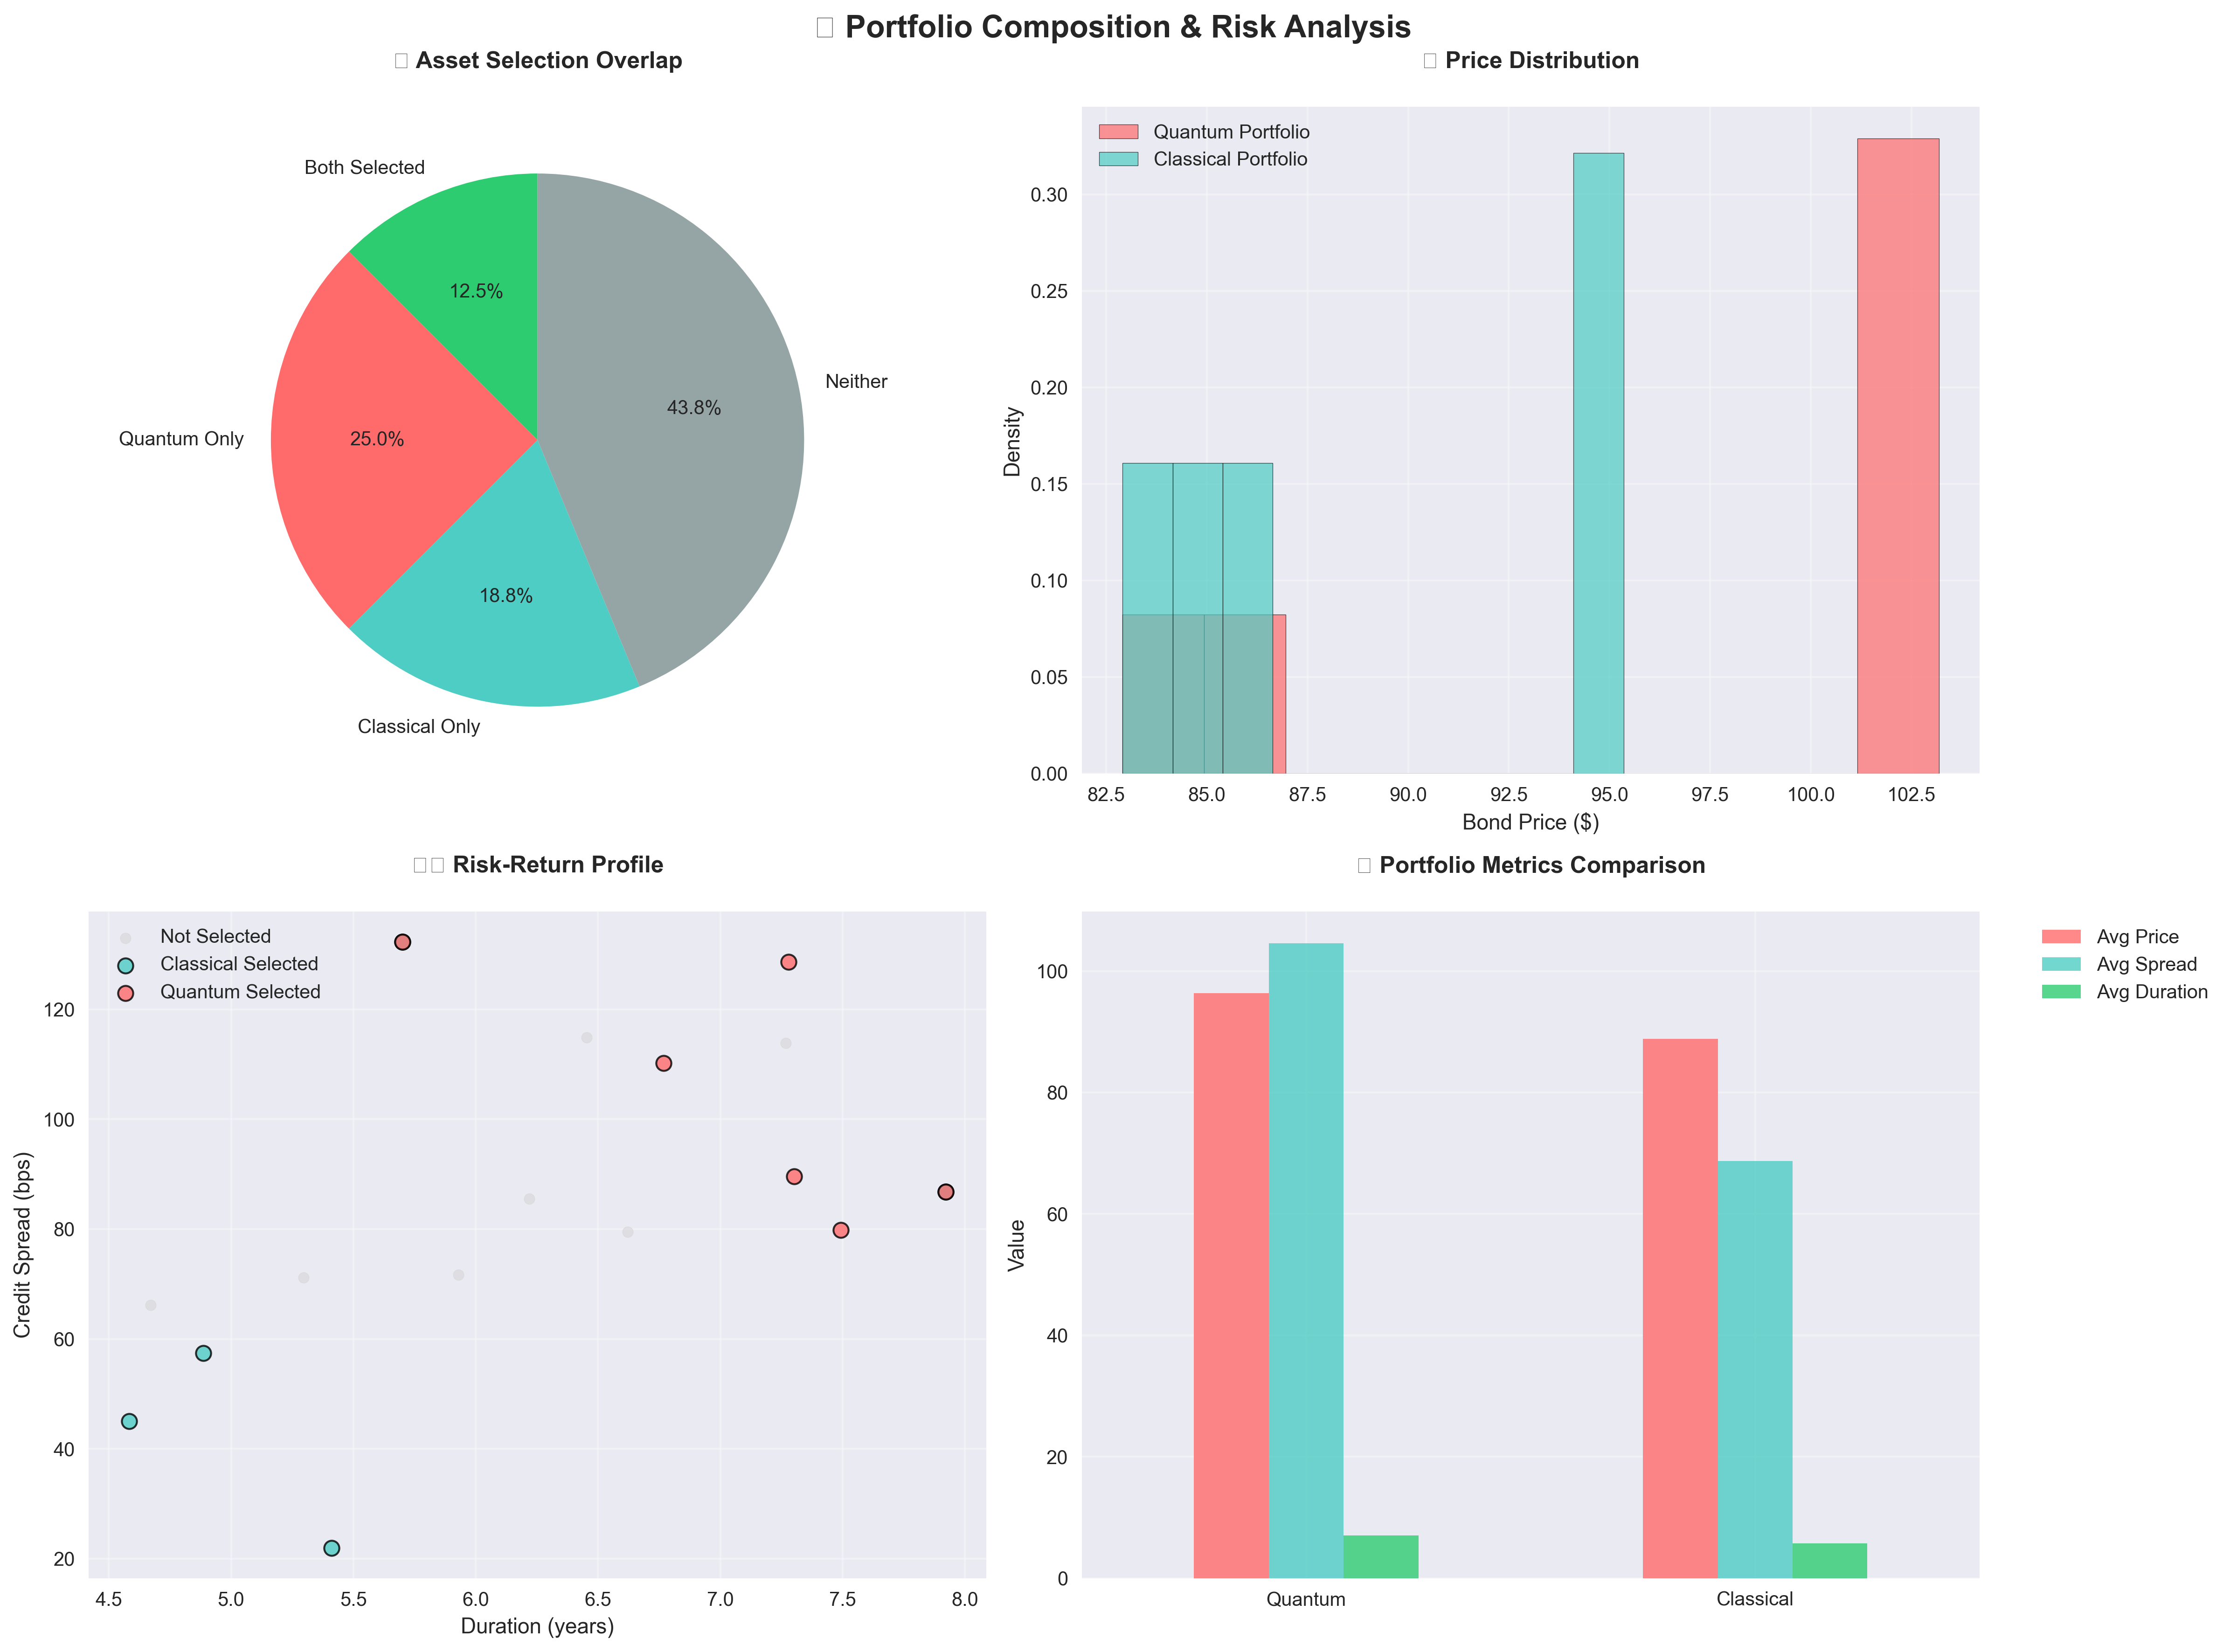 Portfolio Composition & Risk Analysis
Asset Selection Overlap
Both Selected
12.5%
Neither
43.8%
Quantum Only
25.0%
18.8%
Classical Only
Price Distribution
Quantum Portfolio
Classical Portfolio
0.30
0.25
0.20
0.15
0.10
0.05
0.00
Density
82.5 85.0 87.5 90.0 92.5 95.0 97.5 100.0 102.5
Bond Price ($)
Risk-Return Profile
Not Selected
Classical Selected
Quantum Selected
120
100
80
60
40
20
Credit Spread (bps)
4.5 5.0 5.5 6.0 6.5 7.0 7.5 8.0
Duration (years)
Portfolio Metrics Comparison
Avg Price
Avg Spread
Avg Duration
100
80
60
40
20
0
Value
Quantum Classical